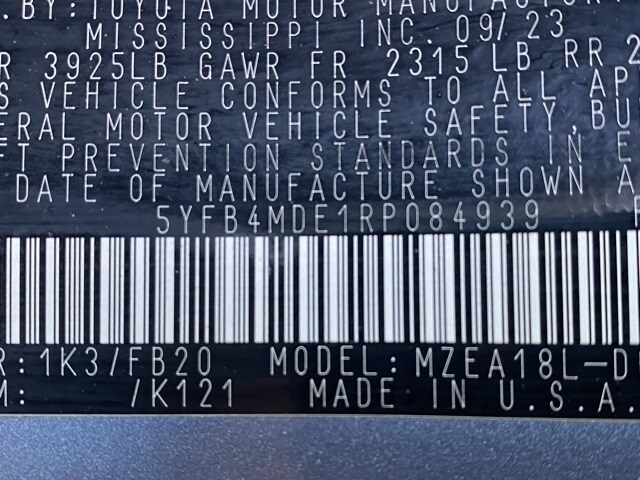 .BY:TOYOTA MOTOR MANUFACTUR
MISSISSIPPI INC. 09/23
R 3925LB GAWR FR 2315 LB RR 2
S VEHICLE CONFORMS TO ALL AP
ERAL MOTOR VEHICLE SAFETY,BU
FT PREVENTION STANDARDS IN E
DATE OF MANUFACTURE SHOWN A
5YFB4MDE1RP084939
R:1K3/FB20 MODEL:MZEA18L-D
M: /K121 MADE IN U.S.A.